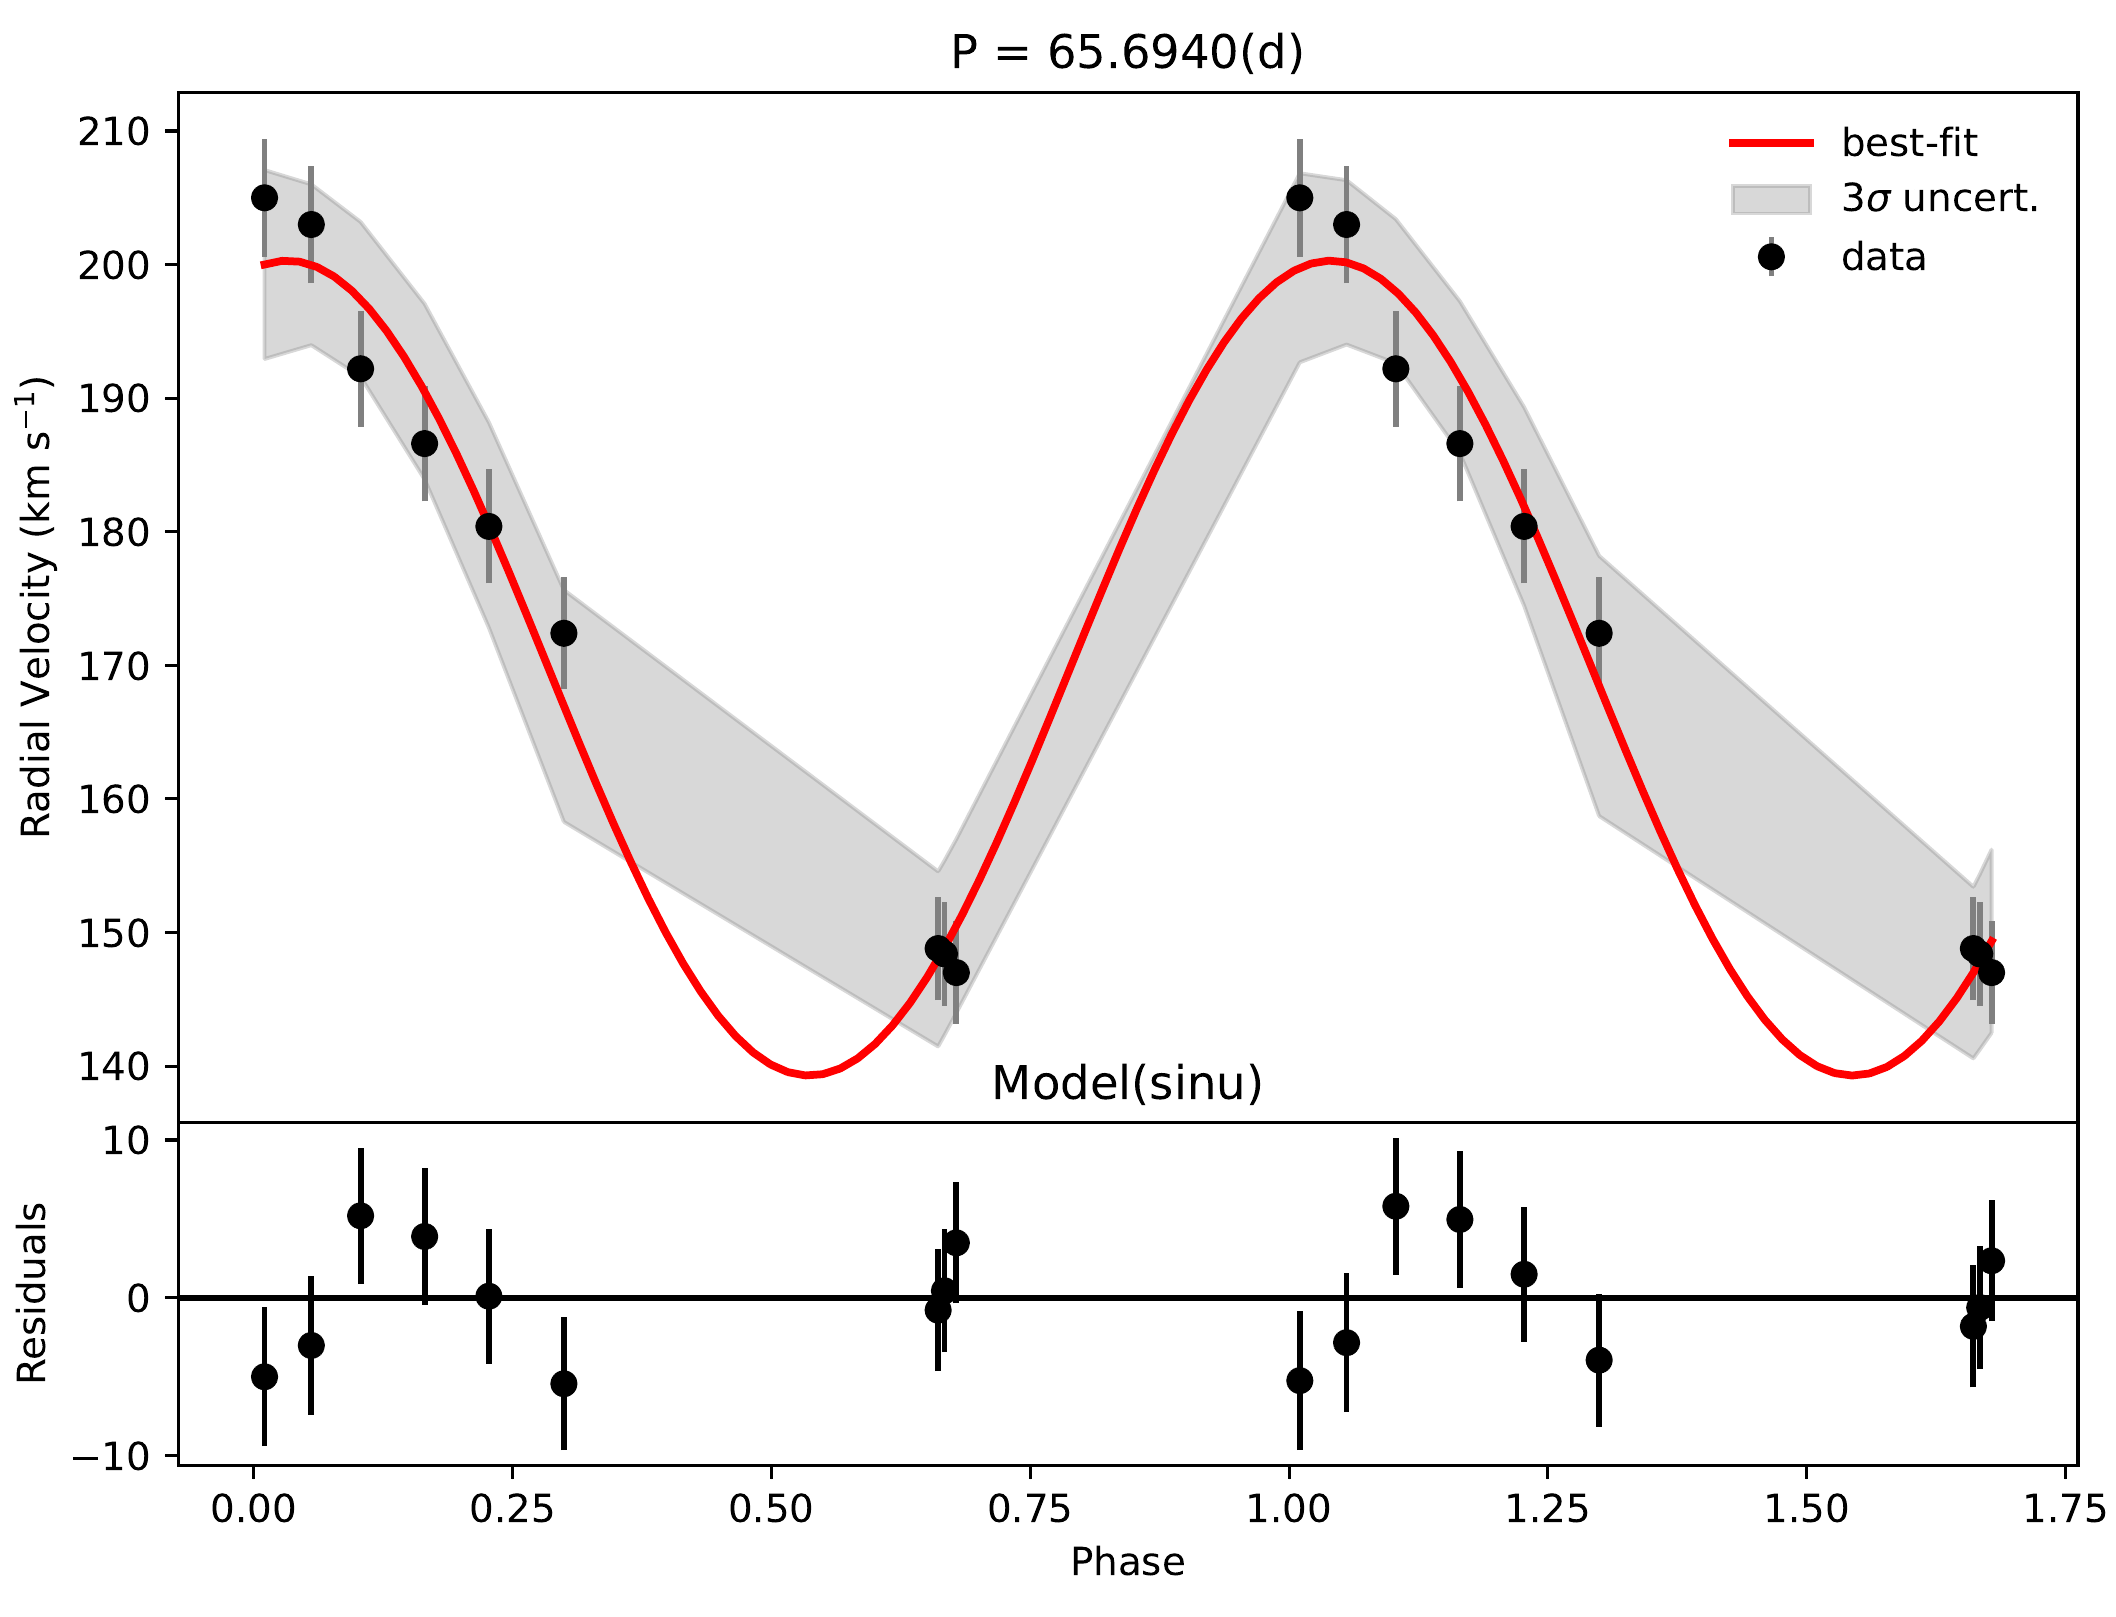 P = 65.6940(d)
best-fit
3σ uncert.
data
Radial Velocity (km s⁻¹)
210
200
190
180
170
160
150
140
Model(sinu)
Residuals
10
0
−10
0.00 0.25 0.50 0.75 1.00 1.25 1.50 1.75
Phase